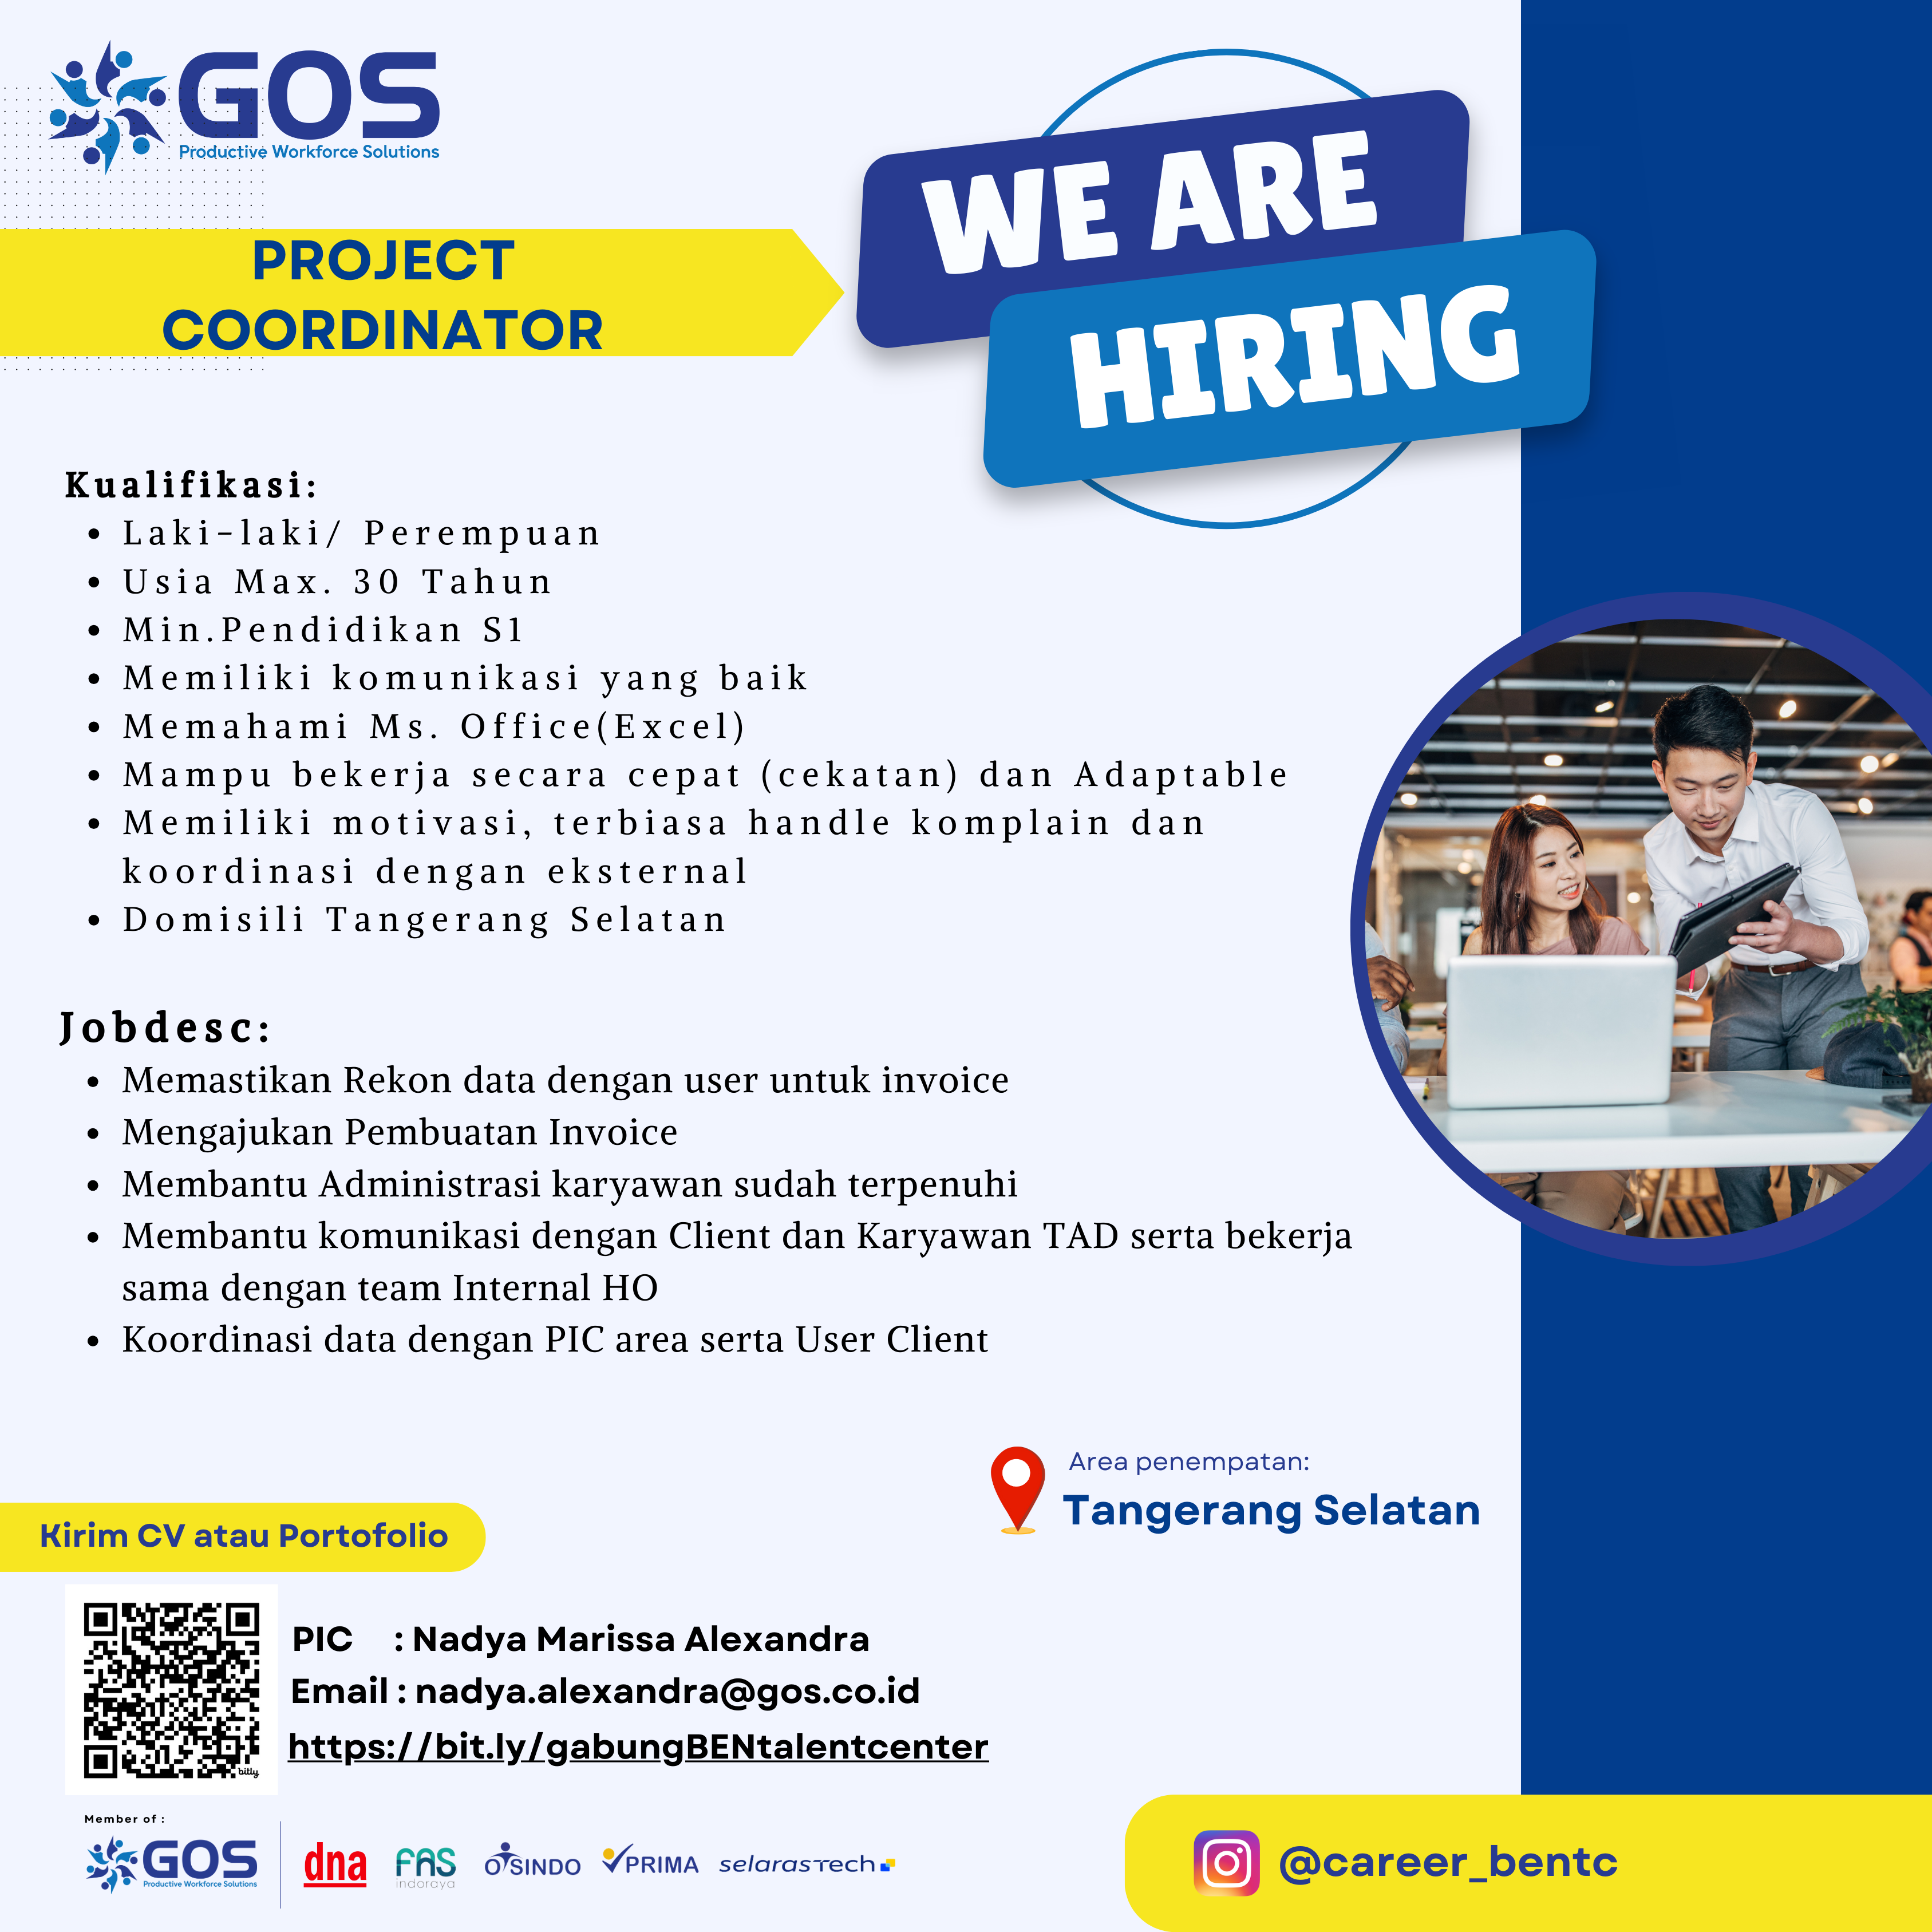 GOS
Productive Workforce Solutions
WE ARE
HIRING
PROJECT
COORDINATOR
Kualifikasi:
• Laki-laki/ Perempuan
• Usia Max. 30 Tahun
• Min.Pendidikan S1
• Memiliki komunikasi yang baik
• Memahami Ms. Office(Excel)
• Mampu bekerja secara cepat (cekatan) dan Adaptable
• Memiliki motivasi, terbiasa handle komplain dan
koordinasi dengan eksternal
• Domisili Tangerang Selatan
Jobdesc:
• Memastikan Rekon data dengan user untuk invoice
• Mengajukan Pembuatan Invoice
• Membantu Administrasi karyawan sudah terpenuhi
• Membantu komunikasi dengan Client dan Karyawan TAD serta bekerja
sama dengan team Internal HO
• Koordinasi data dengan PIC area serta User Client
Area penempatan:
Tangerang Selatan
Kirim CV atau Portofolio
bitly
PIC : Nadya Marissa Alexandra
Email : nadya.alexandra@gos.co.id
https://bit.ly/gabungBENtalentcenter
Member of :
GOS
Productive Workforce Solutions
dna
FAS
indoraya
OSINDO
PRIMA
selarastech
@career_bentc